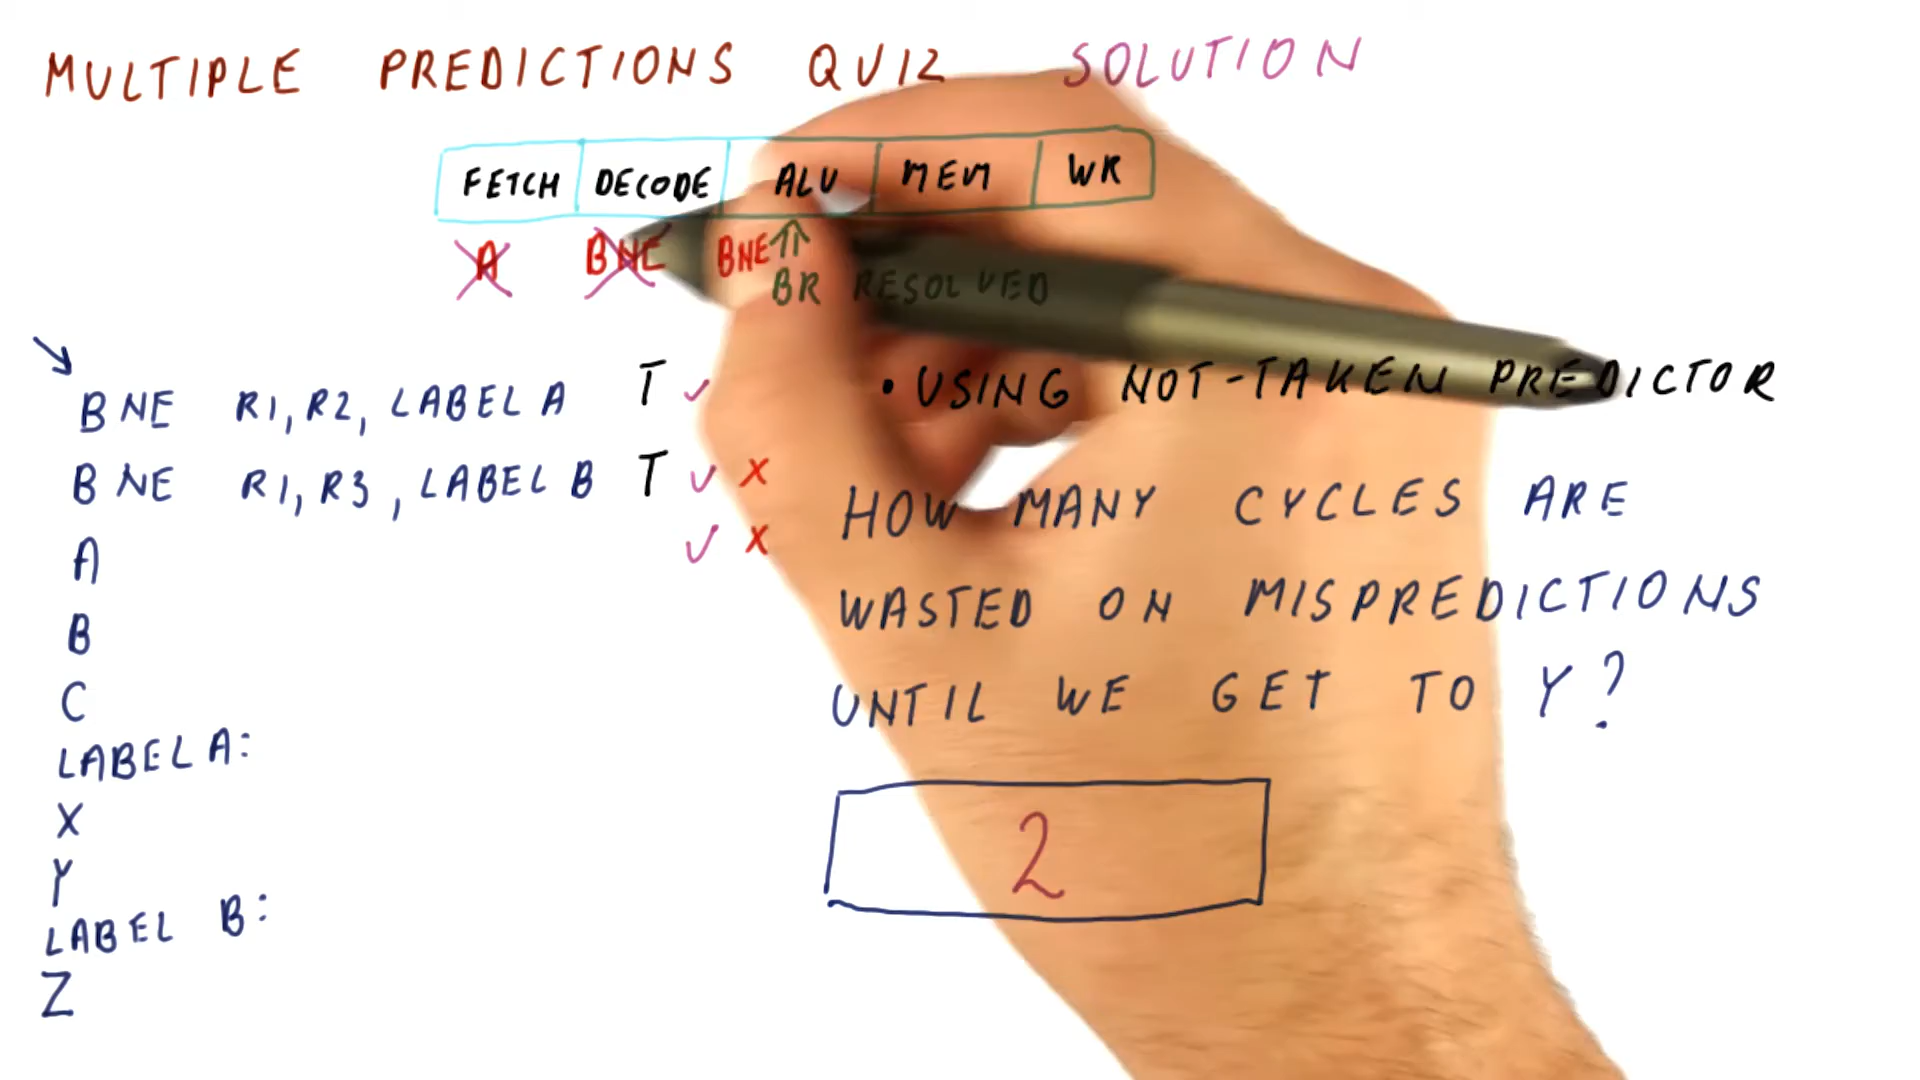 MULTIPLE PREDICTIONS QUIZ SOLUTION
FETCH DECODE ALU MEM WR
A BNE BNE
BR RESOLVED
BNE R1, R2, LABEL A T
• USING NOT-TAKEN PREDICTOR
BNE R1, R3, LABEL B T
A
B
C
LABEL A:
X
Y
LABEL B:
Z
HOW MANY CYCLES ARE
WASTED ON MISPREDICTIONS
UNTIL WE GET TO Y?
2